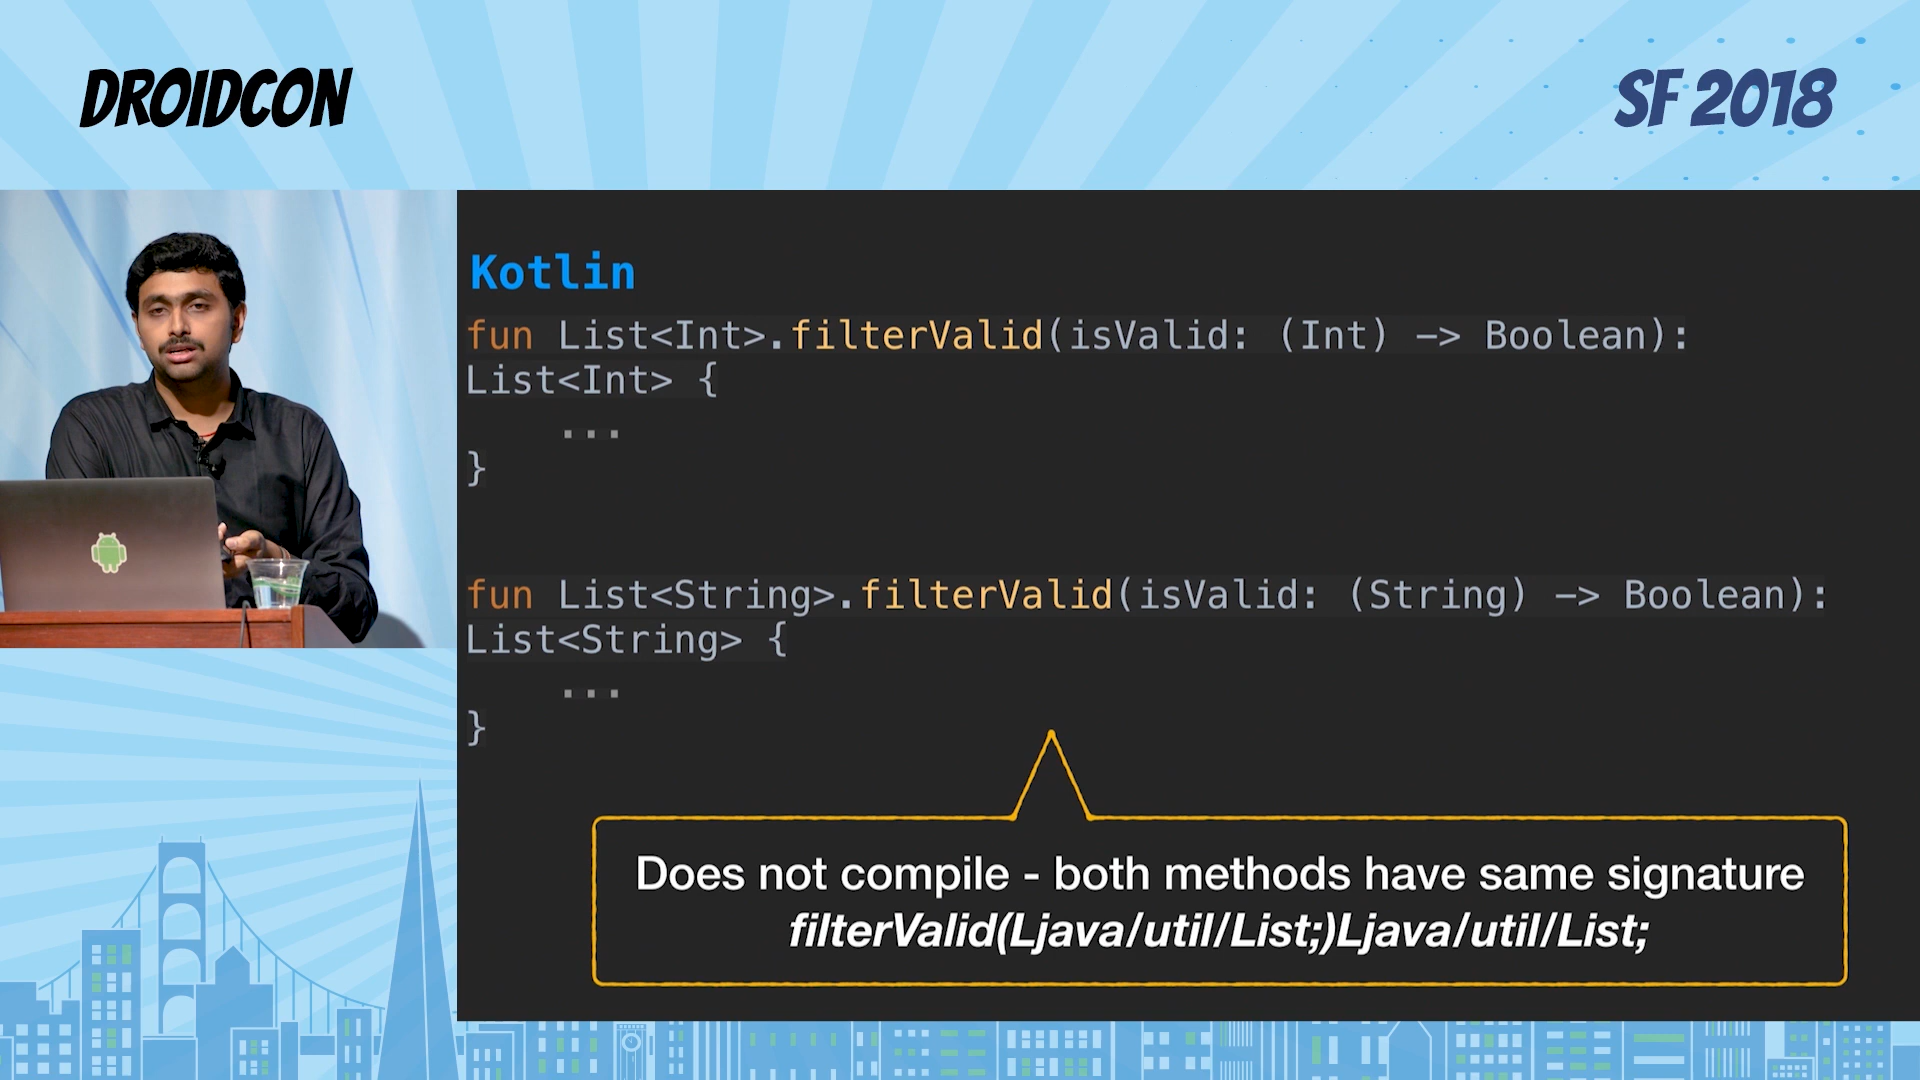 DROIDCON
SF 2018
Kotlin
fun List<Int>.filterValid(isValid: (Int) -> Boolean):
List<Int> {
...
}
fun List<String>.filterValid(isValid: (String) -> Boolean):
List<String> {
...
}
Does not compile - both methods have same signature
filterValid(Ljava/util/List;)Ljava/util/List;